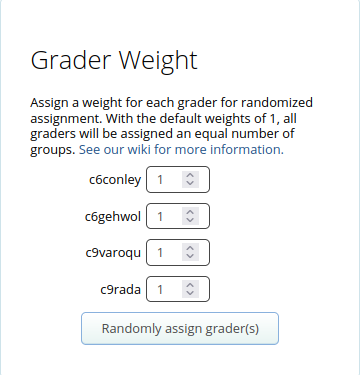 Grader Weight
Assign a weight for each grader for randomized
assignment. With the default weights of 1, all
graders will be assigned an equal number of
groups. See our wiki for more information.
c6conley 1
c6gehwol 1
c9varoqu 1
c9rada 1
Randomly assign grader(s)